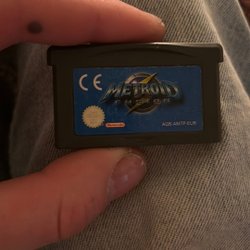 CE
METROID
FUSION
Nintendo
AGB-AMTP-EUR